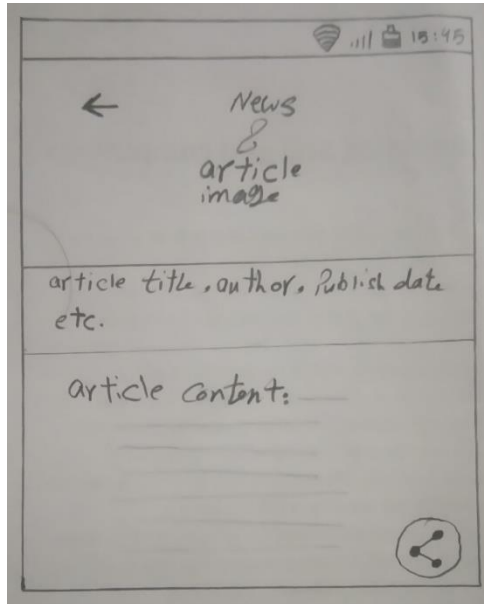 15:45
News
&
article
image
article title, author, Publish date
etc.
article content: